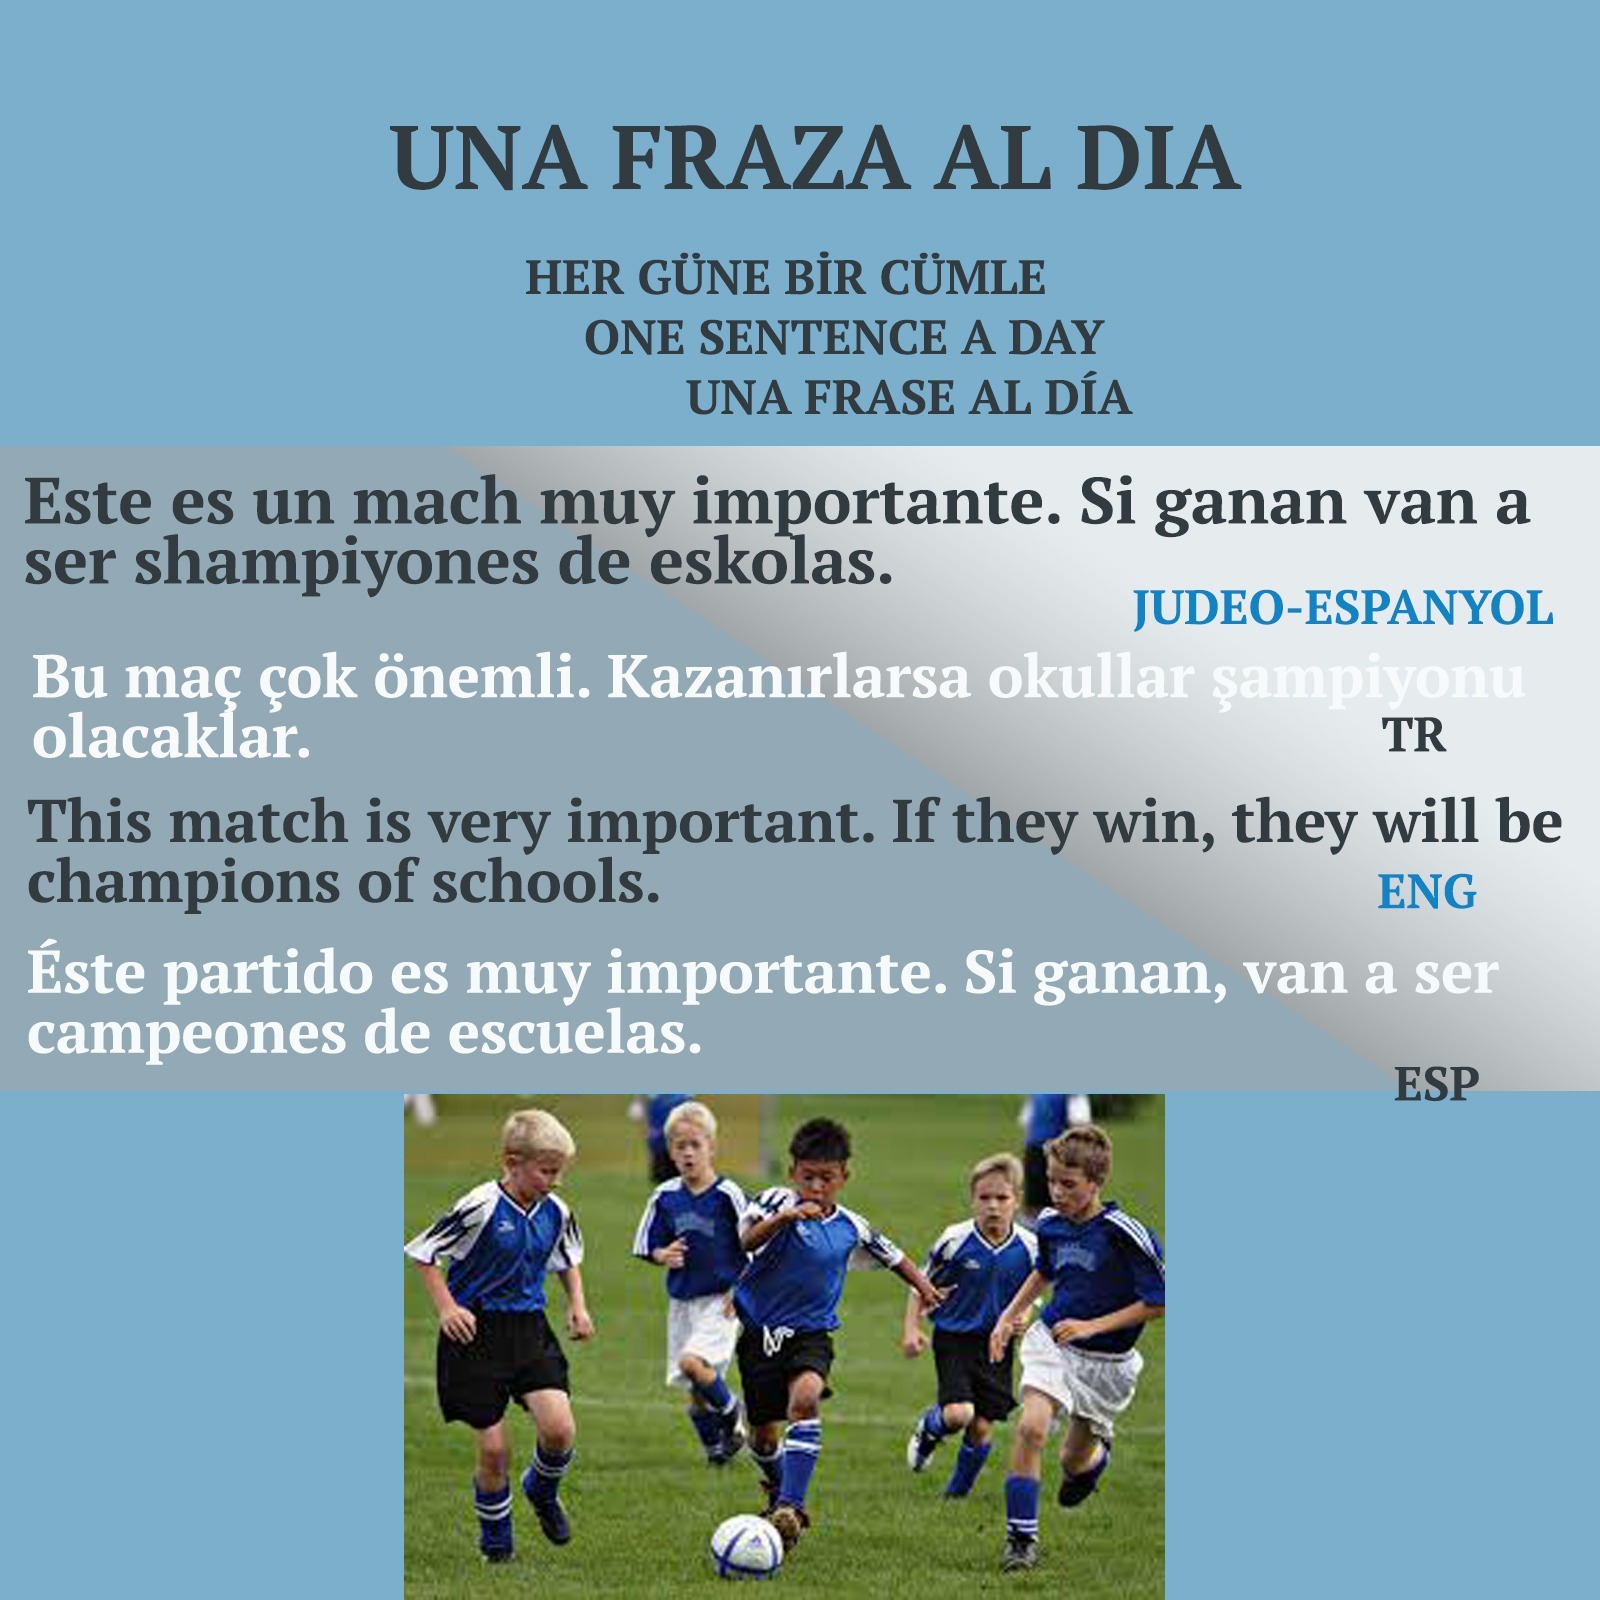 UNA FRAZA AL DIA
HER GÜNE BİR CÜMLE
ONE SENTENCE A DAY
UNA FRASE AL DÍA
Este es un mach muy importante. Si ganan van a
ser shampiyones de eskolas.
JUDEO-ESPANYOL
Bu maç çok önemli. Kazanırlarsa okullar şampiyonu
olacaklar.
TR
This match is very important. If they win, they will be
champions of schools.
ENG
Éste partido es muy importante. Si ganan, van a ser
campeones de escuelas.
ESP